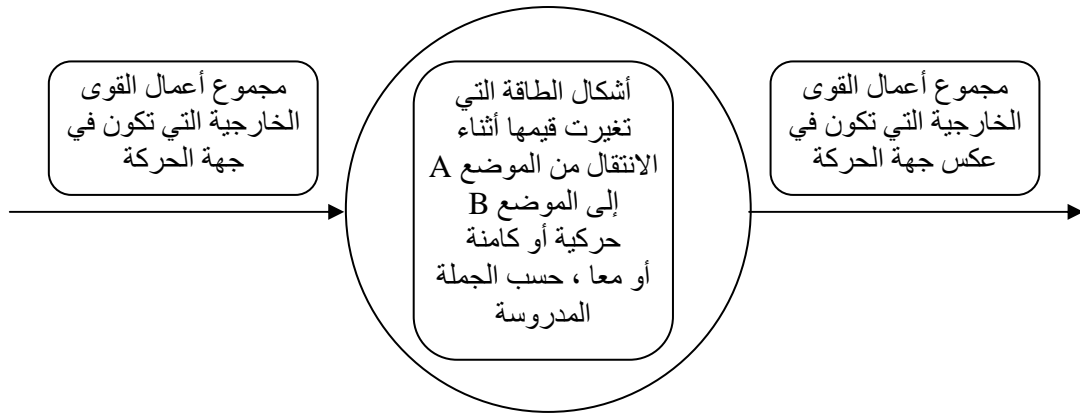 مجموع أعمال القوى
الخارجية التي تكون في
جهة الحركة
أشكال الطاقة التي
تغيرت قيمها أثناء
الانتقال من الموضع A
إلى الموضع B
حركية أو كامنة
أو معا ، حسب الجملة
المدروسة
مجموع أعمال القوى
الخارجية التي تكون في
عكس جهة الحركة